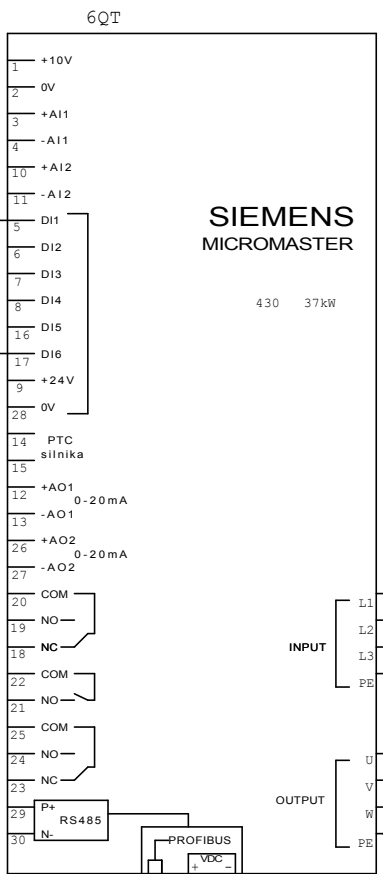 6QT
+10V
1
0V
2
+AI1
3
-AI1
4
+AI2
10
-AI2
11
DI1
5
DI2
6
DI3
7
DI4
8
DI5
16
DI6
17
+24V
9
0V
28
14 PTC
silnika
15
+AO1
12 0-20mA
-AO1
13
+AO2
26 0-20mA
-AO2
27
COM
20
NO
19
NC
18
COM
22
NO
21
COM
25
NO
24
NC
23
P+
29 RS485
N-
30
PROFIBUS
VDC
+ -
SIEMENS
MICROMASTER
430 37kW
INPUT
L1
L2
L3
PE
OUTPUT
U
V
W
PE